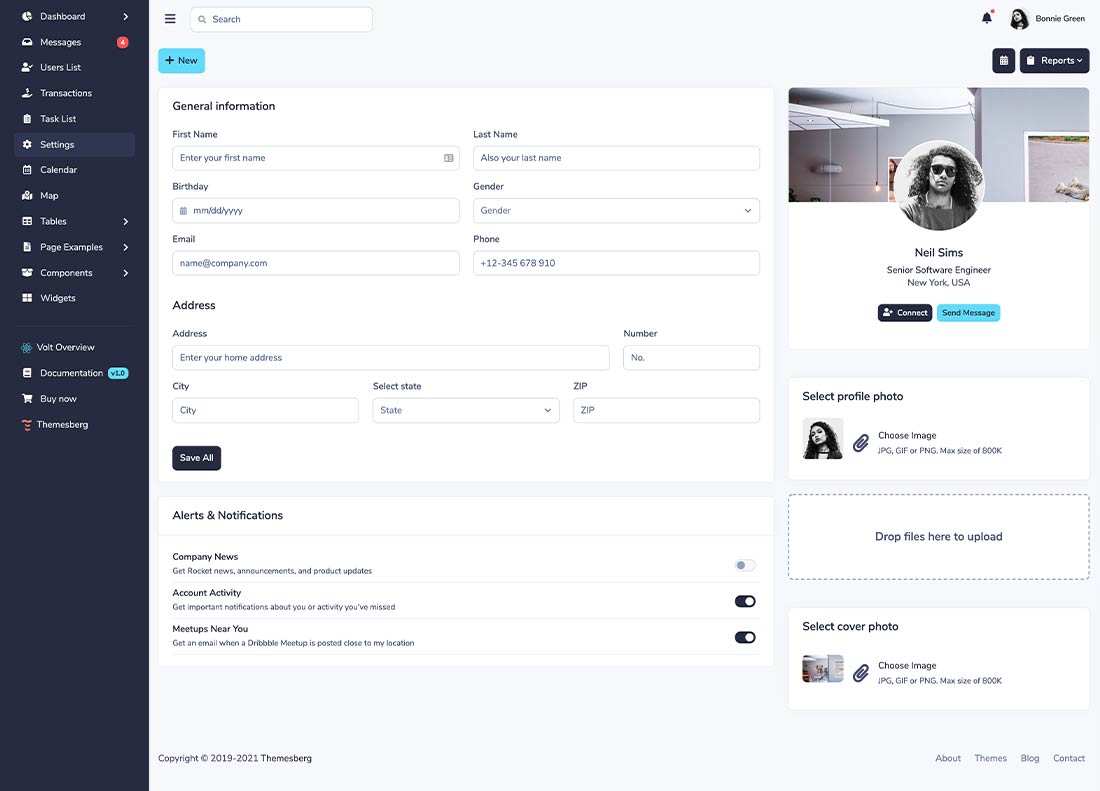 Dashboard
Messages 4
Users List
Transactions
Task List
Settings
Calendar
Map
Tables
Page Examples
Components
Widgets
Volt Overview
Documentation v1.0
Buy now
Themesberg
Search
Bonnie Green
+ New
Reports
General information
First Name
Last Name
Enter your first name
Also your last name
Birthday
Gender
mm/dd/yyyy
Gender
Email
Phone
name@company.com
+12-345 678 910
Address
Address
Number
Enter your home address
No.
City
Select state
ZIP
City
State
ZIP
Save All
Alerts & Notifications
Company News
Get Rocket news, announcements, and product updates
Account Activity
Get important notifications about you or activity you've missed
Meetups Near You
Get an email when a Dribbble Meetup is posted close to my location
Neil Sims
Senior Software Engineer
New York, USA
Connect
Send Message
Select profile photo
Choose Image
JPG, GIF or PNG. Max size of 800K
Drop files here to upload
Select cover photo
Choose Image
JPG, GIF or PNG. Max size of 800K
Copyright © 2019-2021 Themesberg
About
Themes
Blog
Contact